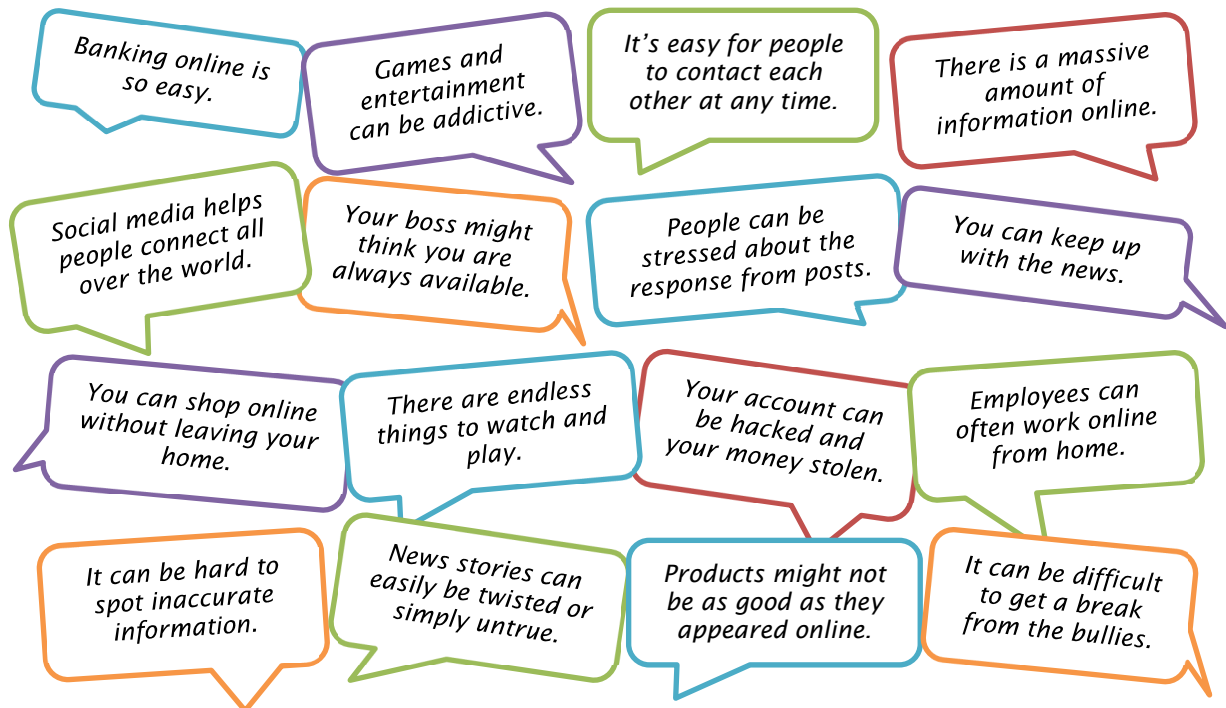 Banking online is
so easy.
Games and
entertainment
can be addictive.
It's easy for people
to contact each
other at any time.
There is a massive
amount of
information online.
Social media helps
people connect all
over the world.
Your boss might
think you are
always available.
People can be
stressed about the
response from posts.
You can keep up
with the news.
You can shop online
without leaving your
home.
There are endless
things to watch and
play.
Your account can
be hacked and
your money stolen.
Employees can
often work online
from home.
It can be hard to
spot inaccurate
information.
News stories can
easily be twisted or
simply untrue.
Products might not
be as good as they
appeared online.
It can be difficult
to get a break
from the bullies.